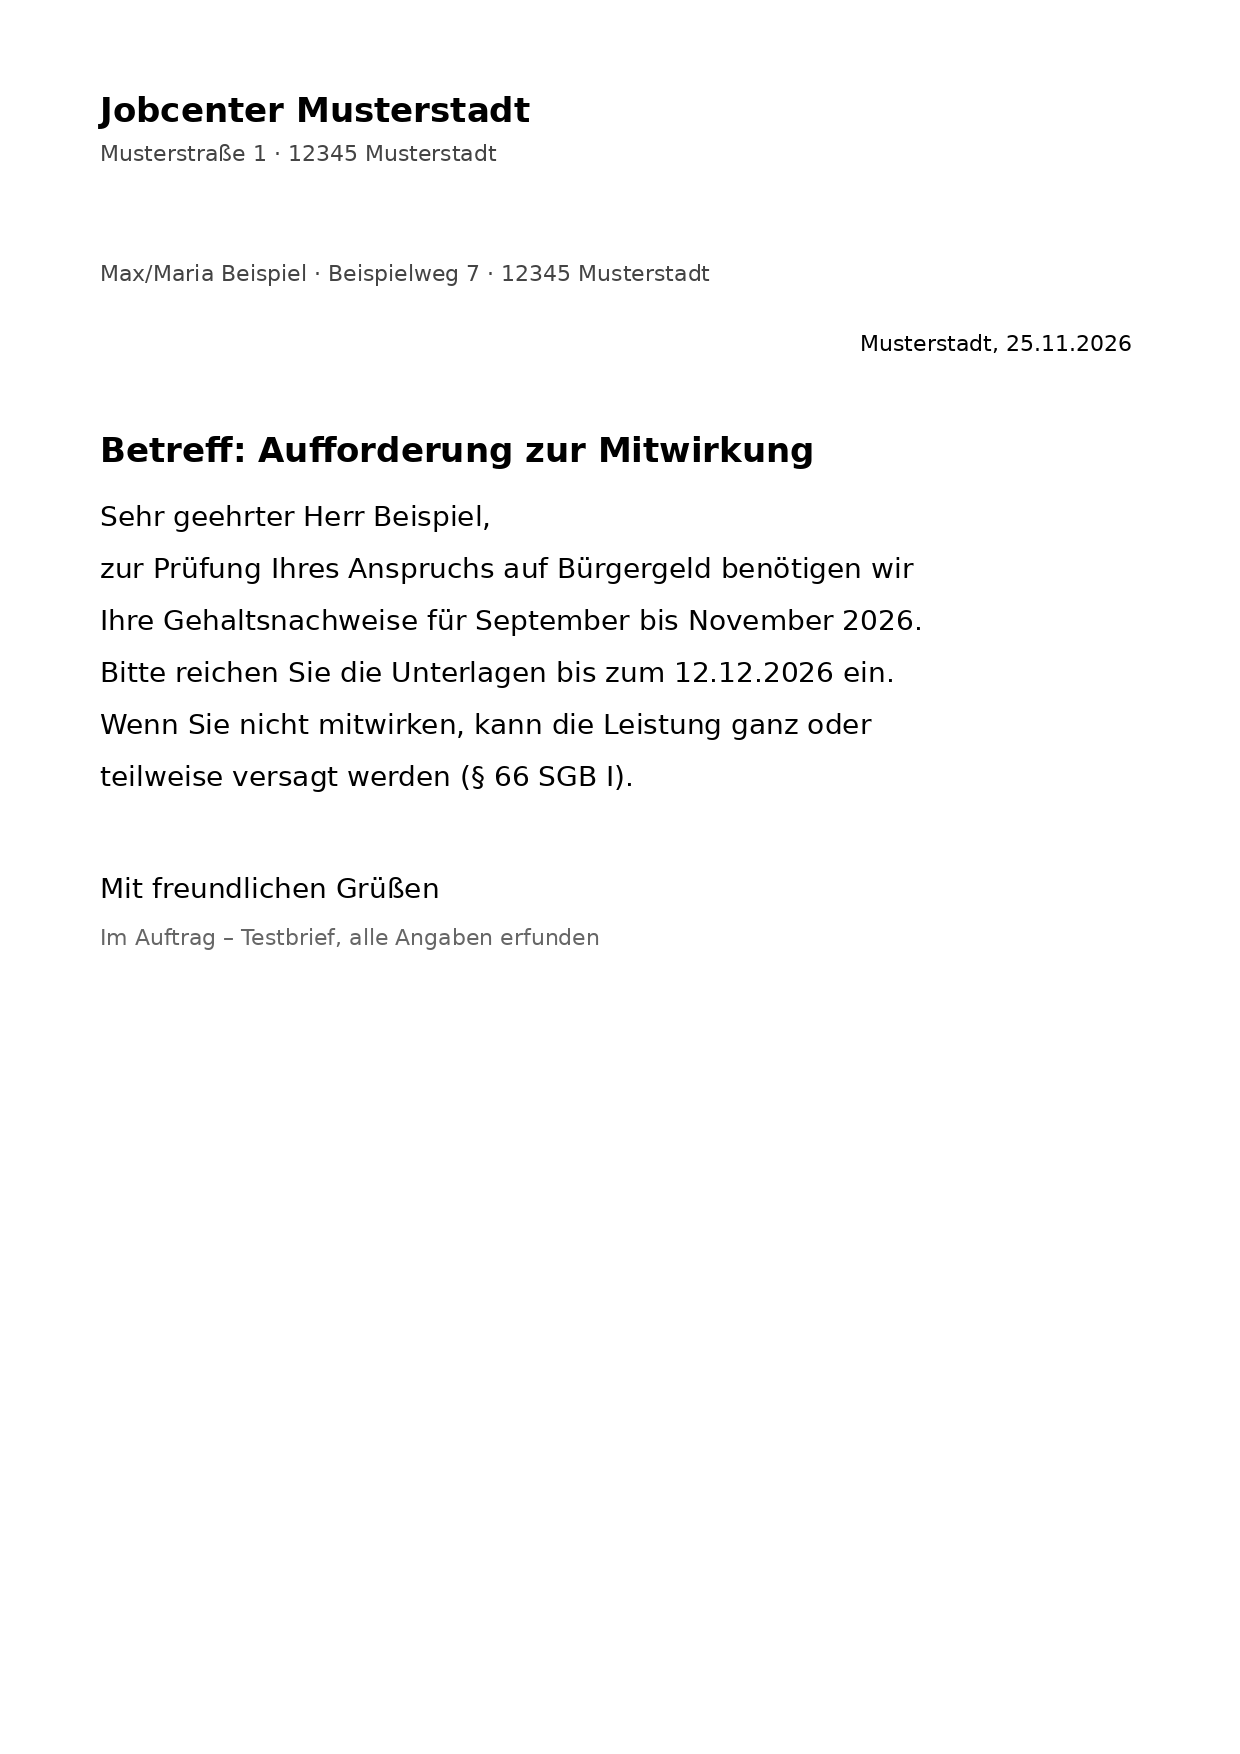 Jobcenter Musterstadt
Musterstraße 1 · 12345 Musterstadt
Max/Maria Beispiel · Beispielweg 7 · 12345 Musterstadt
Musterstadt, 25.11.2026
Betreff: Aufforderung zur Mitwirkung
Sehr geehrter Herr Beispiel,
zur Prüfung Ihres Anspruchs auf Bürgergeld benötigen wir
Ihre Gehaltsnachweise für September bis November 2026.
Bitte reichen Sie die Unterlagen bis zum 12.12.2026 ein.
Wenn Sie nicht mitwirken, kann die Leistung ganz oder
teilweise versagt werden (§ 66 SGB I).
Mit freundlichen Grüßen
Im Auftrag – Testbrief, alle Angaben erfunden